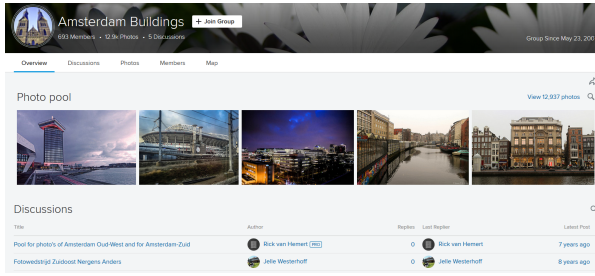 Amsterdam Buildings
+ Join Group
693 Members • 12.9k Photos • 5 Discussions
Group Since May 23, 200
Overview Discussions Photos Members Map
Photo pool
View 12,937 photos
Discussions
Title Author Replies Last Replier Latest Post
Pool for photo's of Amsterdam Oud-West and for Amsterdam-Zuid Rick van Hemert PRO 0 Rick van Hemert 7 years ago
Fotowedstrijd Zuidoost Nergens Anders Jelle Westerhoff 0 Jelle Westerhoff 8 years ago